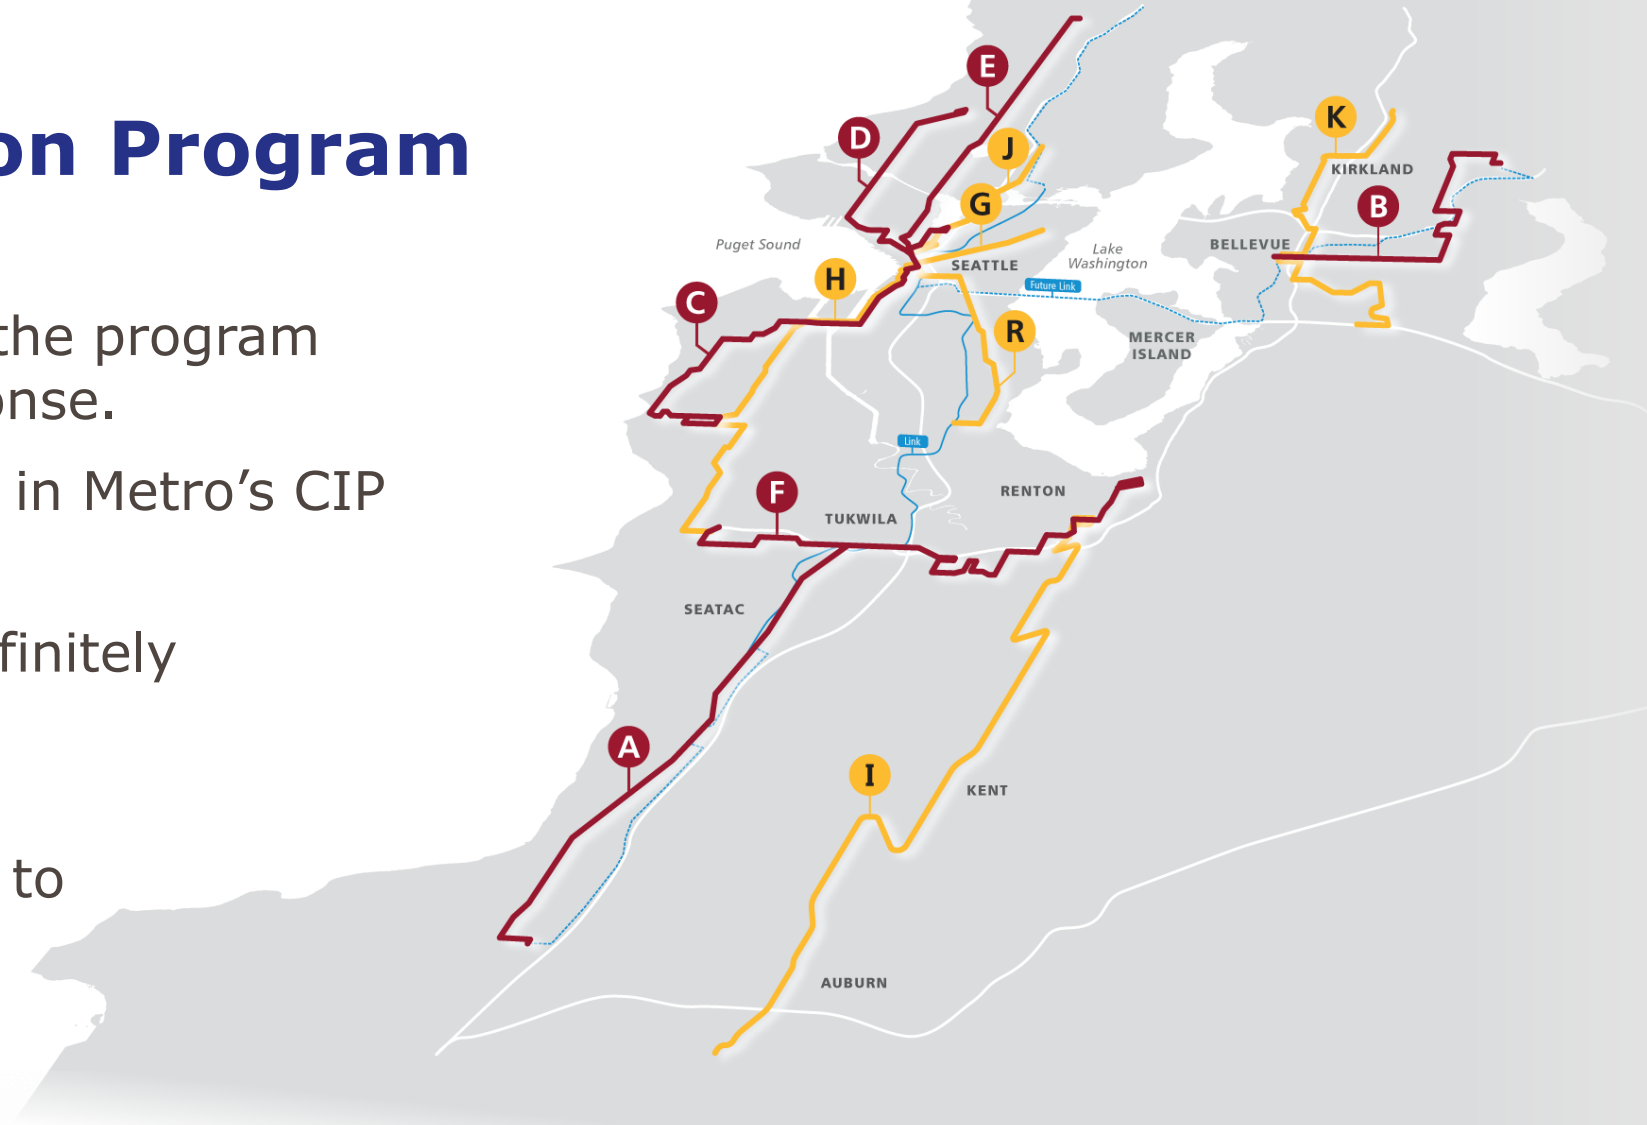 on Program
the program
onse.
in Metro’s CIP
finitely
to
E
D
J
K
KIRKLAND
G
B
Puget Sound
BELLEVUE
Lake
Washington
SEATTLE
H
Future Link
C
R
MERCER
ISLAND
Link
F
RENTON
TUKWILA
SEATAC
A
I
KENT
AUBURN